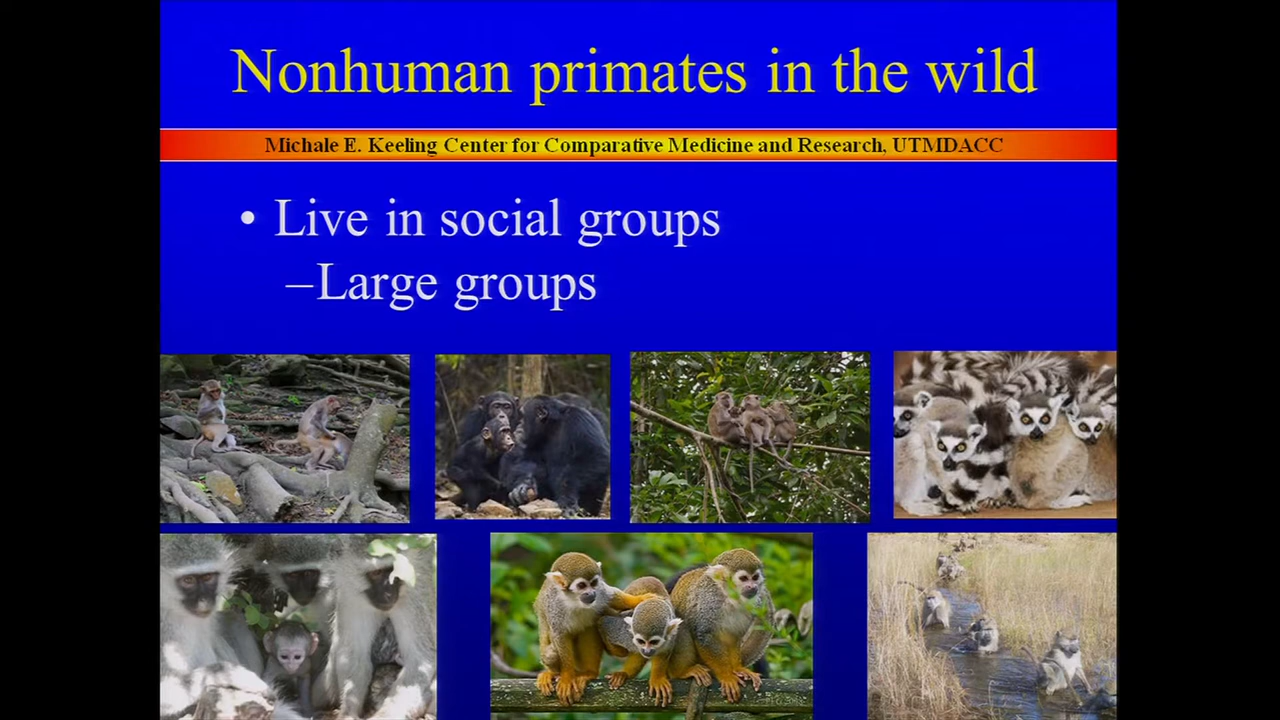 Nonhuman primates in the wild
Michale E. Keeling Center for Comparative Medicine and Research, UTMDACC
• Live in social groups
–Large groups